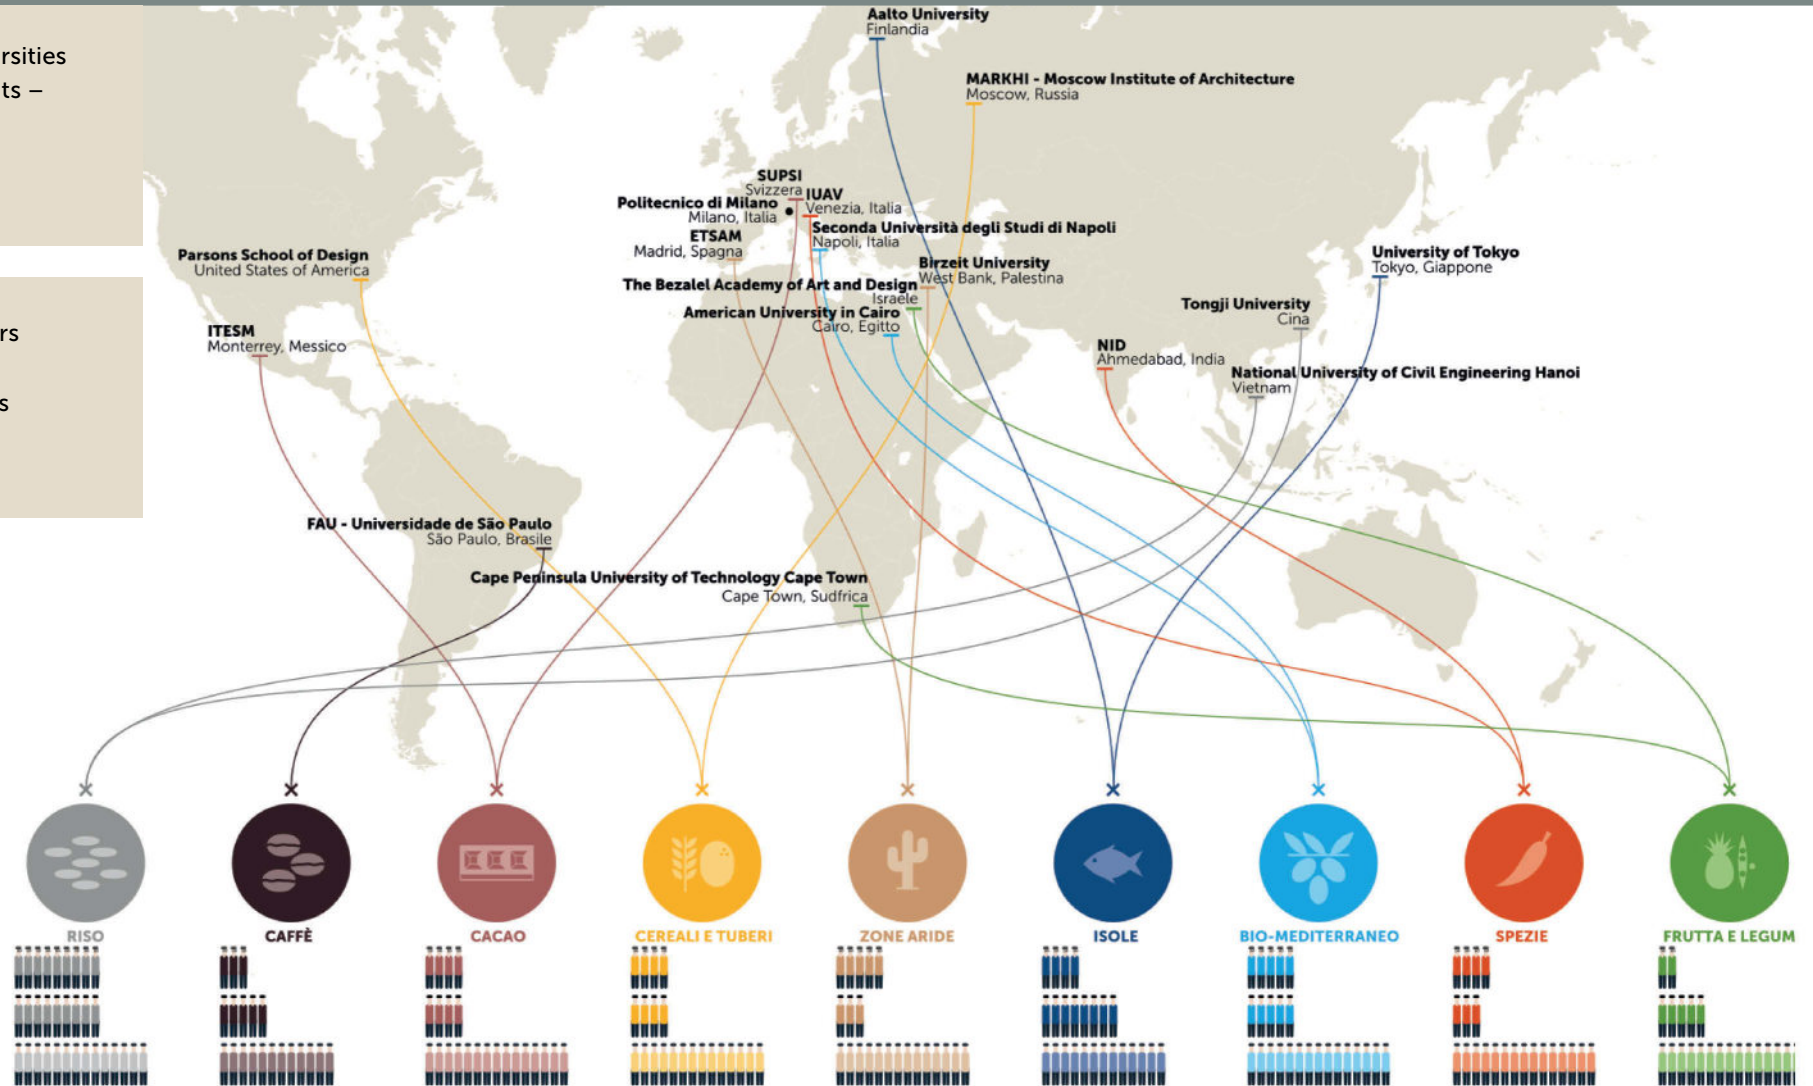 rsities
ts –
rs
s
Aalto University
Finlandia
MARKHI - Moscow Institute of Architecture
Moscow, Russia
SUPSI
Svizzera
IUAV
Venezia, Italia
Politecnico di Milano
Milano, Italia
Seconda Università degli Studi di Napoli
Napoli, Italia
ETSAM
Madrid, Spagna
Parsons School of Design
United States of America
Birzeit University
West Bank, Palestina
University of Tokyo
Tokyo, Giappone
The Bezalel Academy of Art and Design
Israele
American University in Cairo
Cairo, Egitto
Tongji University
Cina
ITESM
Monterrey, Messico
NID
Ahmedabad, India
National University of Civil Engineering Hanoi
Vietnam
FAU - Universidade de São Paulo
São Paulo, Brasile
Cape Peninsula University of Technology Cape Town
Cape Town, Sudfrica
RISO
CAFFÈ
CACAO
CEREALI E TUBERI
ZONE ARIDE
ISOLE
BIO-MEDITERRANEO
SPEZIE
FRUTTA E LEGUM